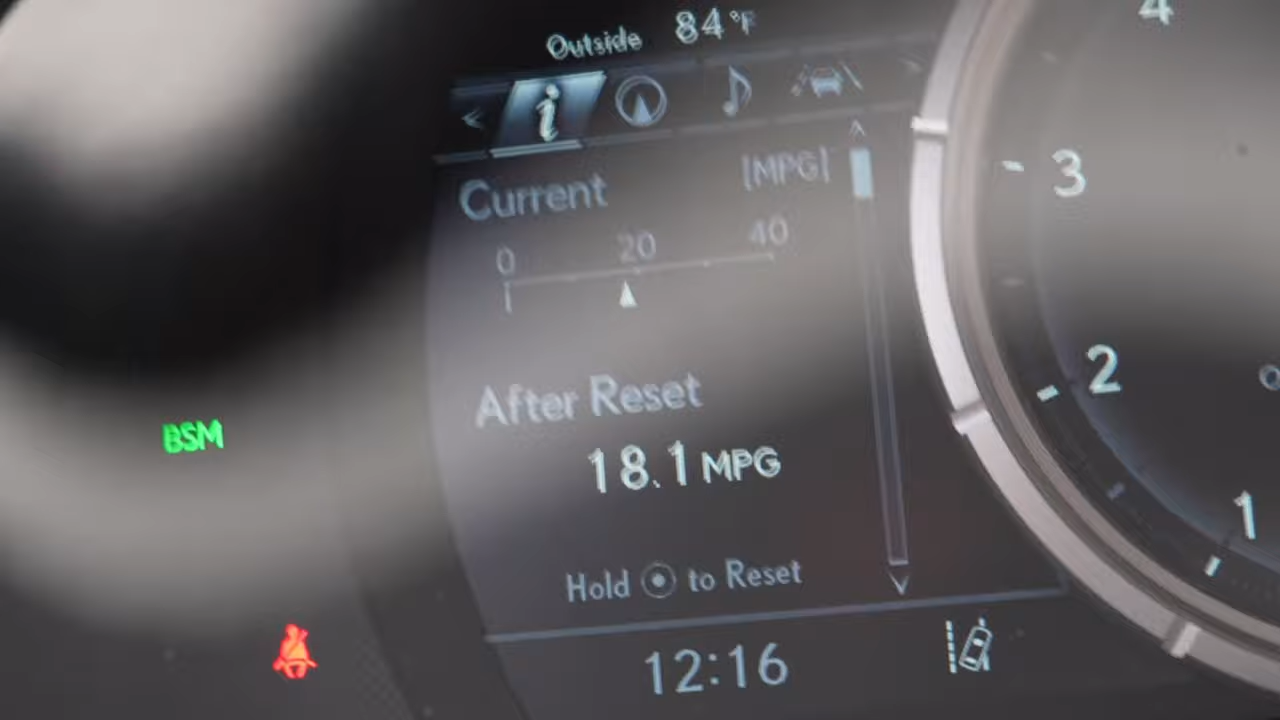 Outside 84°F
Current [MPG]
0 20 40
After Reset
18.1 MPG
Hold to Reset
12:16
BSM
4
3
2
1